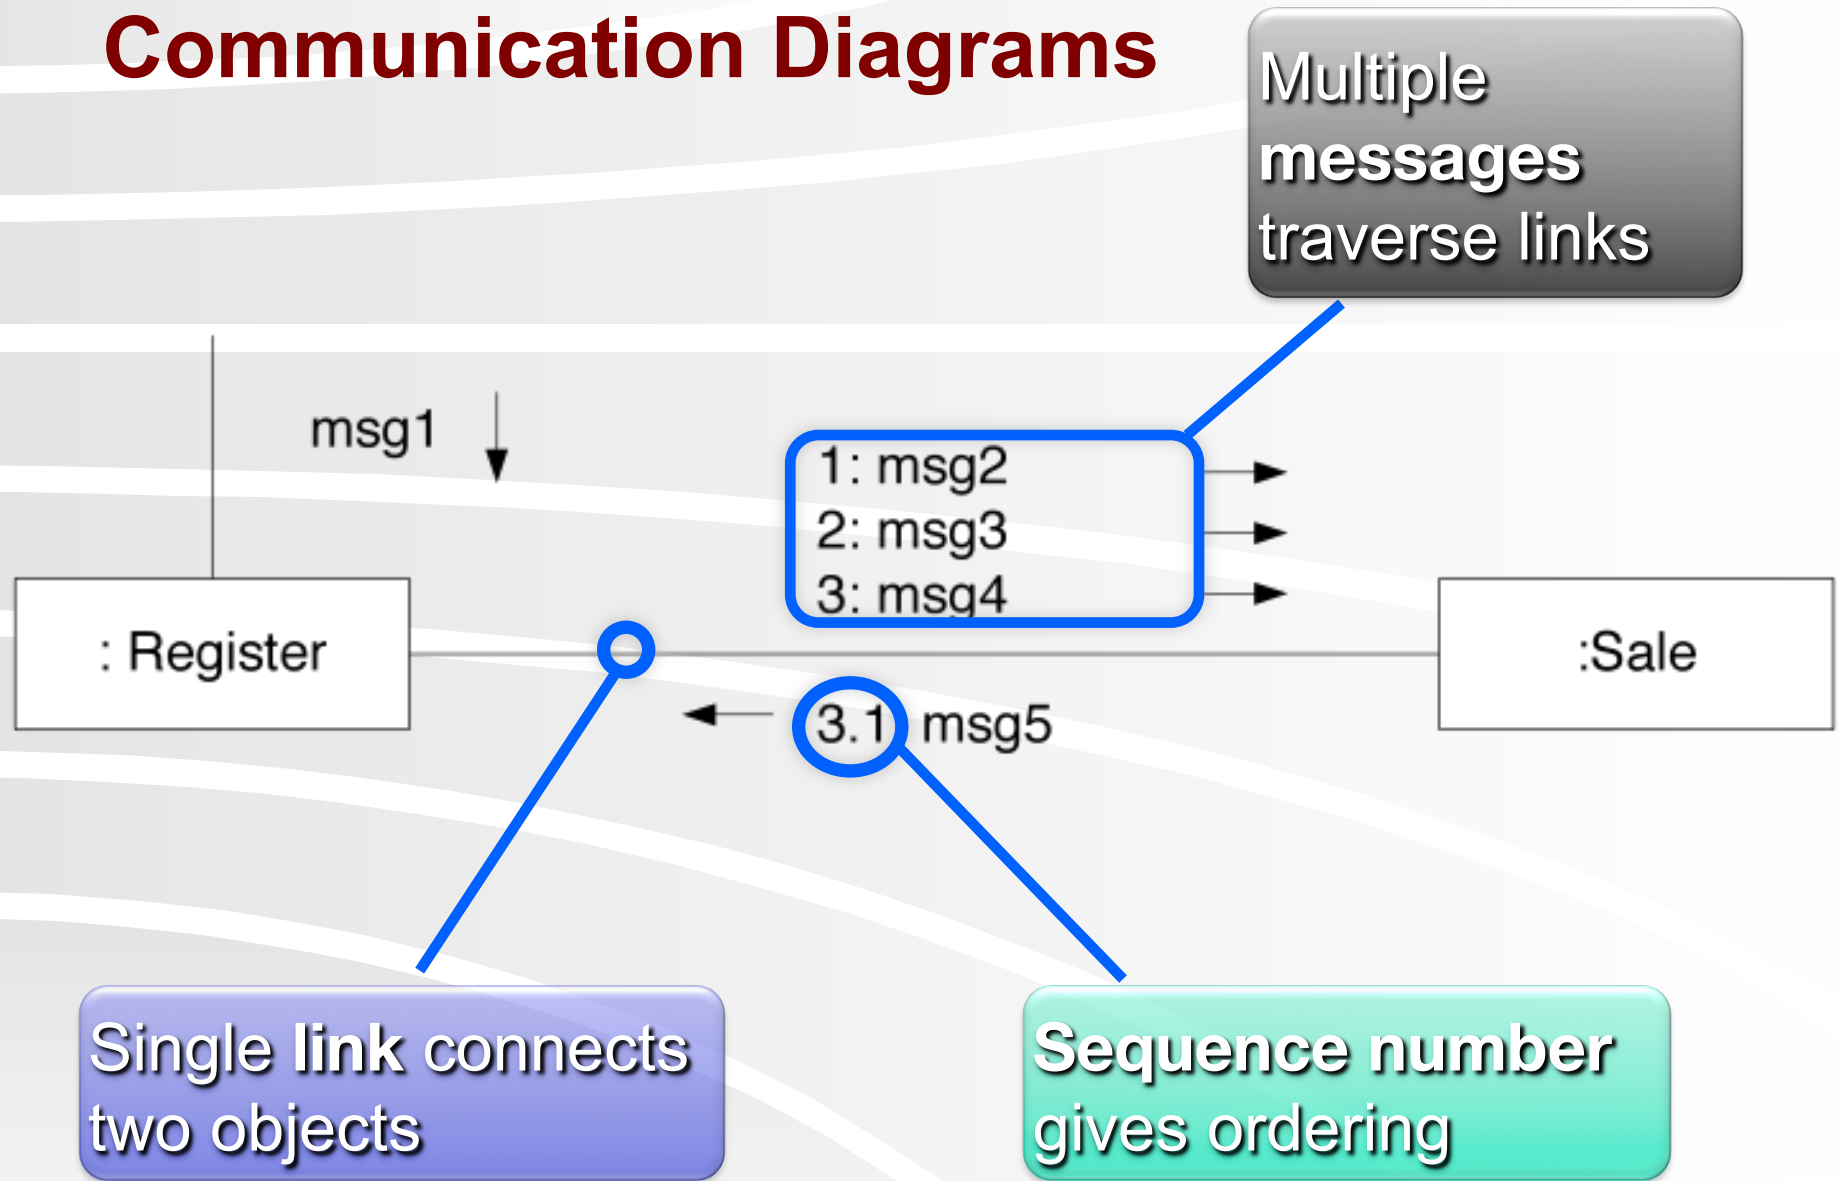 Communication Diagrams
Multiple
messages
traverse links
msg1
1: msg2
2: msg3
3: msg4
: Register
:Sale
3.1 msg5
Single link connects
two objects
Sequence number
gives ordering